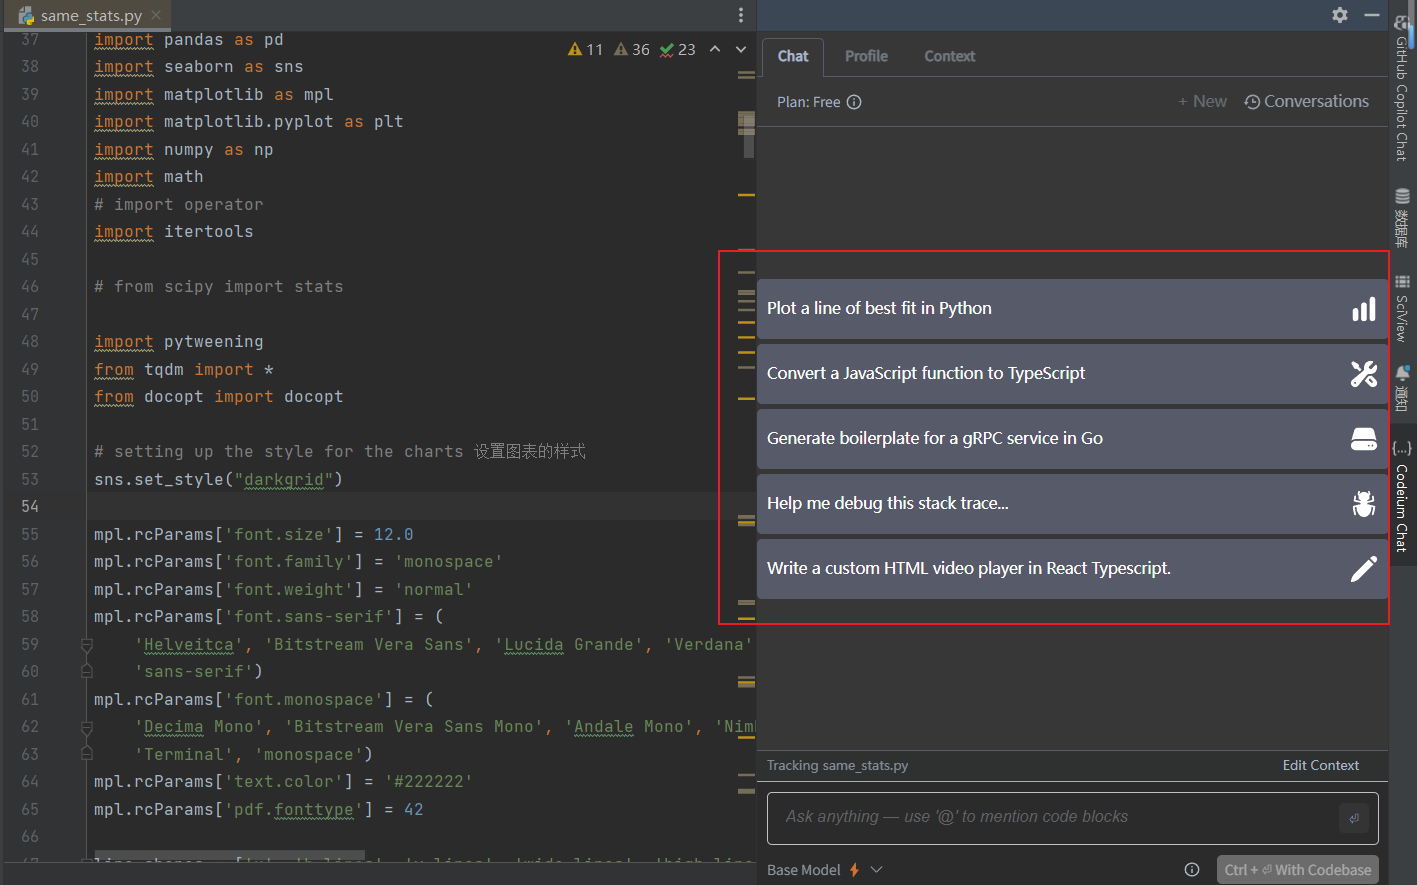 same_stats.py
11 36 23
37 import pandas as pd
38 import seaborn as sns
39 import matplotlib as mpl
40 import matplotlib.pyplot as plt
41 import numpy as np
42 import math
43 # import operator
44 import itertools
45
46 # from scipy import stats
47
48 import pytweening
49 from tqdm import *
50 from docopt import docopt
51
52 # setting up the style for the charts 设置图表的样式
53 sns.set_style("darkgrid")
54
55 mpl.rcParams['font.size'] = 12.0
56 mpl.rcParams['font.family'] = 'monospace'
57 mpl.rcParams['font.weight'] = 'normal'
58 mpl.rcParams['font.sans-serif'] = (
59 'Helveitca', 'Bitstream Vera Sans', 'Lucida Grande', 'Verdana'
60 'sans-serif')
61 mpl.rcParams['font.monospace'] = (
62 'Decima Mono', 'Bitstream Vera Sans Mono', 'Andale Mono', 'Nim
63 'Terminal', 'monospace')
64 mpl.rcParams['text.color'] = '#222222'
65 mpl.rcParams['pdf.fonttype'] = 42
66
Chat Profile Context
Plan: Free
+ New Conversations
Plot a line of best fit in Python
Convert a JavaScript function to TypeScript
Generate boilerplate for a gRPC service in Go
Help me debug this stack trace...
Write a custom HTML video player in React Typescript.
Tracking same_stats.py Edit Context
Ask anything — use '@' to mention code blocks
Base Model Ctrl + ⏎ With Codebase
GitHub Copilot Chat
数据库
SciView
通知
{...} Codeium Chat